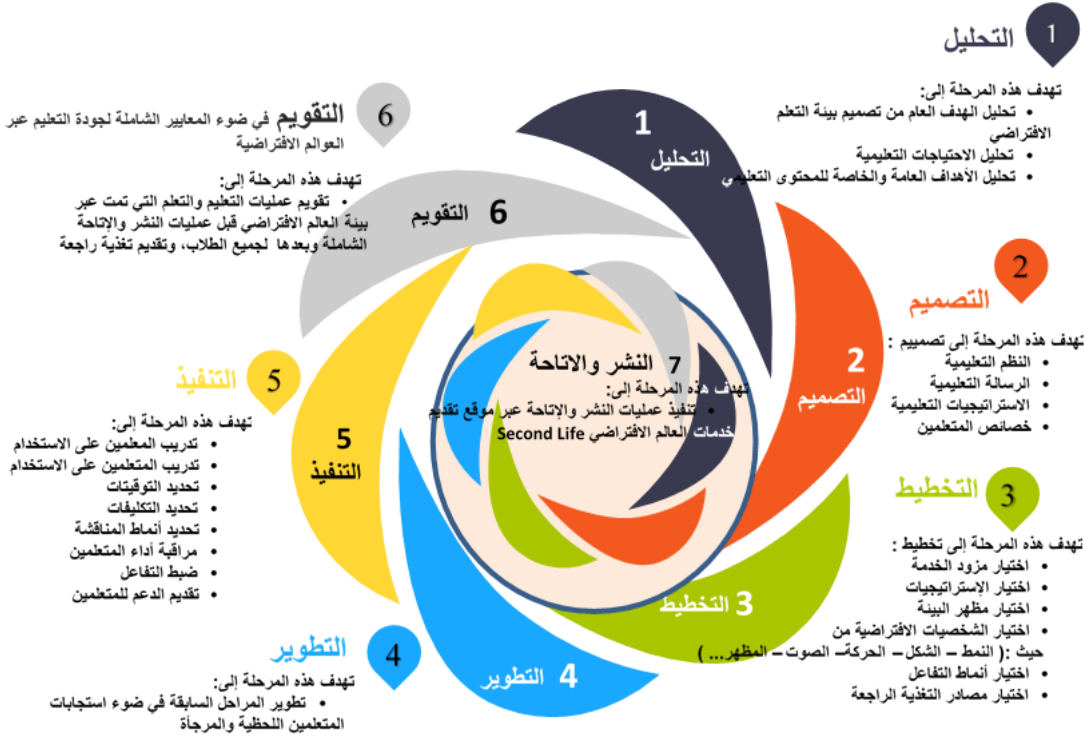 1
التحليل
تهدف هذه المرحلة إلى:
• تحليل الهدف العام من تصميم بيئة التعلم
الافتراضي
• تحليل الاحتياجات التعليمية
• تحليل الأهداف العامة والخاصة للمحتوى التعليمي
2
التصميم
تهدف هذه المرحلة إلى تصمييم :
• النظم التعليمية
• الرسالة التعليمية
• الاستراتيجيات التعليمية
• خصائص المتعلمين
3
التخطيط
تهدف هذه المرحلة إلى تخطيط :
• اختيار مزود الخدمة
• اختيار الإستراتيجيات
• اختيار مظهر البيئة
• اختيار الشخصيات الافتراضية من
حيث :( النمط – الشكل – الحركة– الصوت – المظهر... )
• اختيار أنماط التفاعل
• اختيار مصادر التغذية الراجعة
4
التطوير
تهدف هذه المرحلة إلى:
• تطوير المراحل السابقة في ضوء استجابات
المتعلمين اللحظية والمرجأة
5
التنفيذ
تهدف هذه المرحلة إلى:
• تدريب المعلمين على الاستخدام
• تدريب المتعلمين على الاستخدام
• تحديد التوقيتات
• تحديد التكليفات
• تحديد أنماط المناقشة
• مراقبة أداء المتعلمين
• ضبط التفاعل
• تقديم الدعم للمتعلمين
6
التقويم في ضوء المعايير الشاملة لجودة التعليم عبر
العوالم الافتراضية
تهدف هذه المرحلة إلى:
• تقويم عمليات التعليم والتعلم التي تمت عبر
بيئة العالم الافتراضي قبل عمليات النشر والإتاحة
الشاملة وبعدها لجميع الطلاب، وتقديم تغذية راجعة
1
التحليل
2
التصميم
3 التخطيط
4 التطوير
5
التنفيذ
6 التقويم
7 النشر والاتاحة
تهدف هذه المرحلة إلى:
• تنفيذ عمليات النشر والإتاحة عبر موقع تقديم
خدمات العالم الافتراضي Second Life